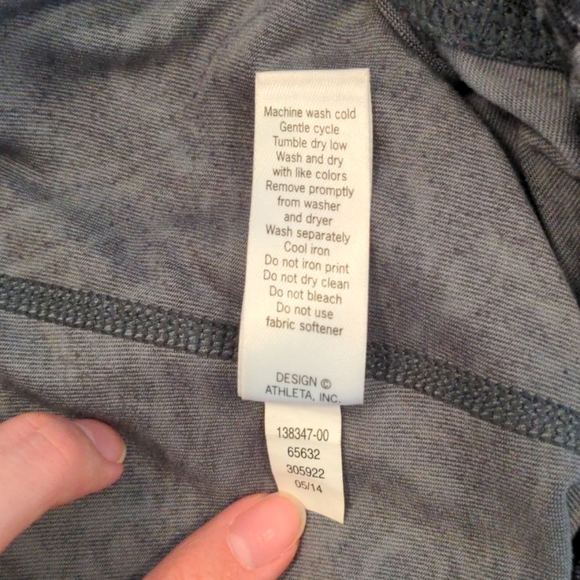 Machine wash cold
Gentle cycle
Tumble dry low
Wash and dry
with like colors
Remove promptly
from washer
and dryer
Wash separately
Cool iron
Do not iron print
Do not dry clean
Do not bleach
Do not use
fabric softener
DESIGN ©
ATHLETA, INC.
138347-00
65632
305922
05/14